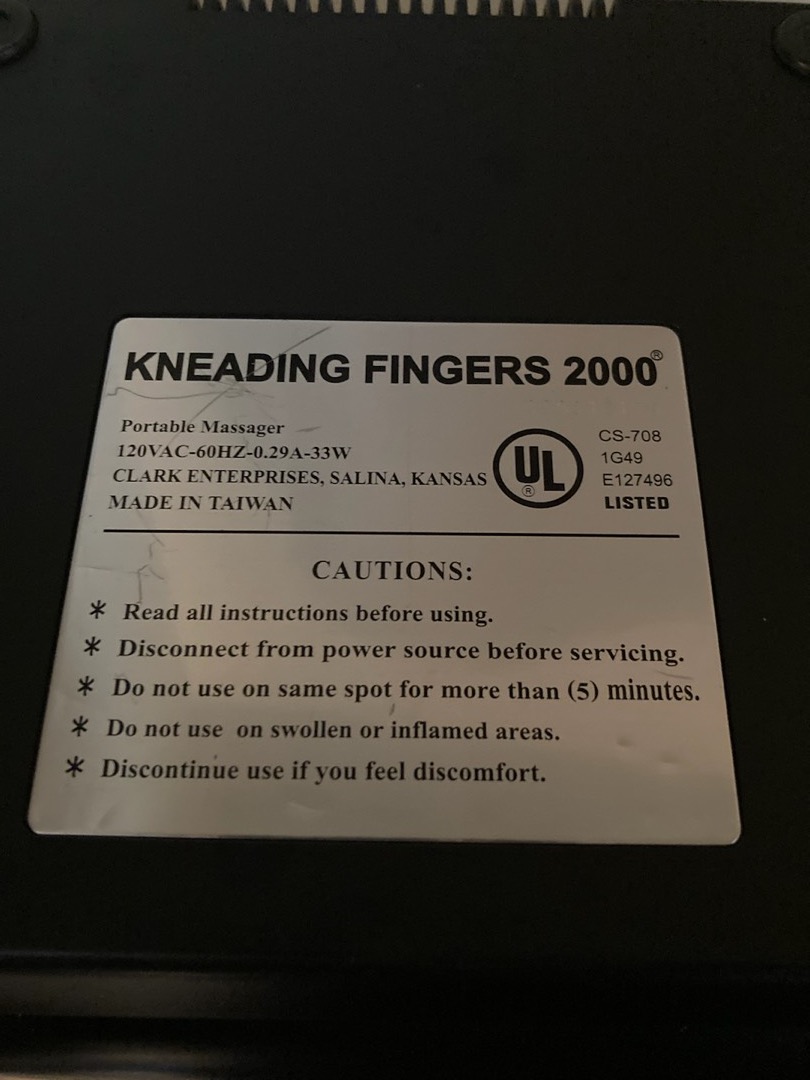 KNEADING FINGERS 2000®
Portable Massager
120VAC-60HZ-0.29A-33W
CLARK ENTERPRISES, SALINA, KANSAS
MADE IN TAIWAN
UL®
CS-708
1G49
E127496
LISTED
CAUTIONS:
* Read all instructions before using.
* Disconnect from power source before servicing.
* Do not use on same spot for more than (5) minutes.
* Do not use on swollen or inflamed areas.
* Discontinue use if you feel discomfort.